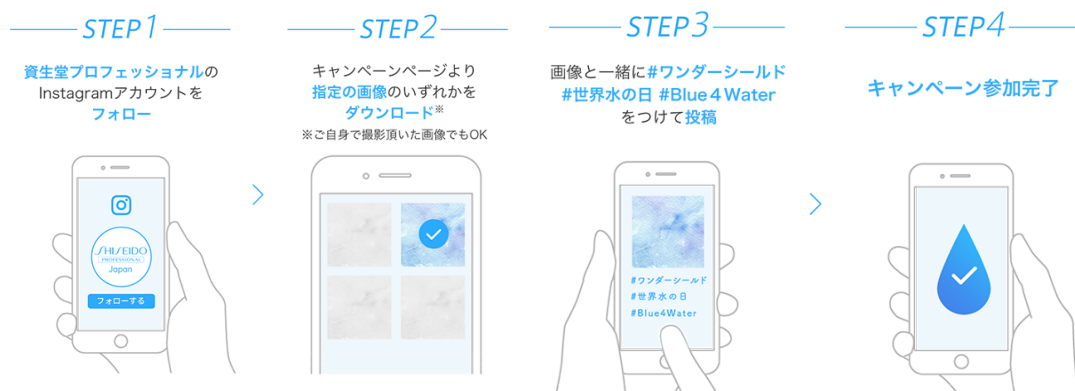 STEP1
資生堂プロフェッショナルの
Instagramアカウントを
フォロー
SHISEIDO
PROFESSIONAL
Japan
フォローする
STEP2
キャンペーンページより
指定の画像のいずれかを
ダウンロード※
※ご自身で撮影頂いた画像でもOK
STEP3
画像と一緒に#ワンダーシールド
#世界水の日 #Blue4Water
をつけて投稿
#ワンダーシールド
#世界水の日
#Blue4Water
STEP4
キャンペーン参加完了